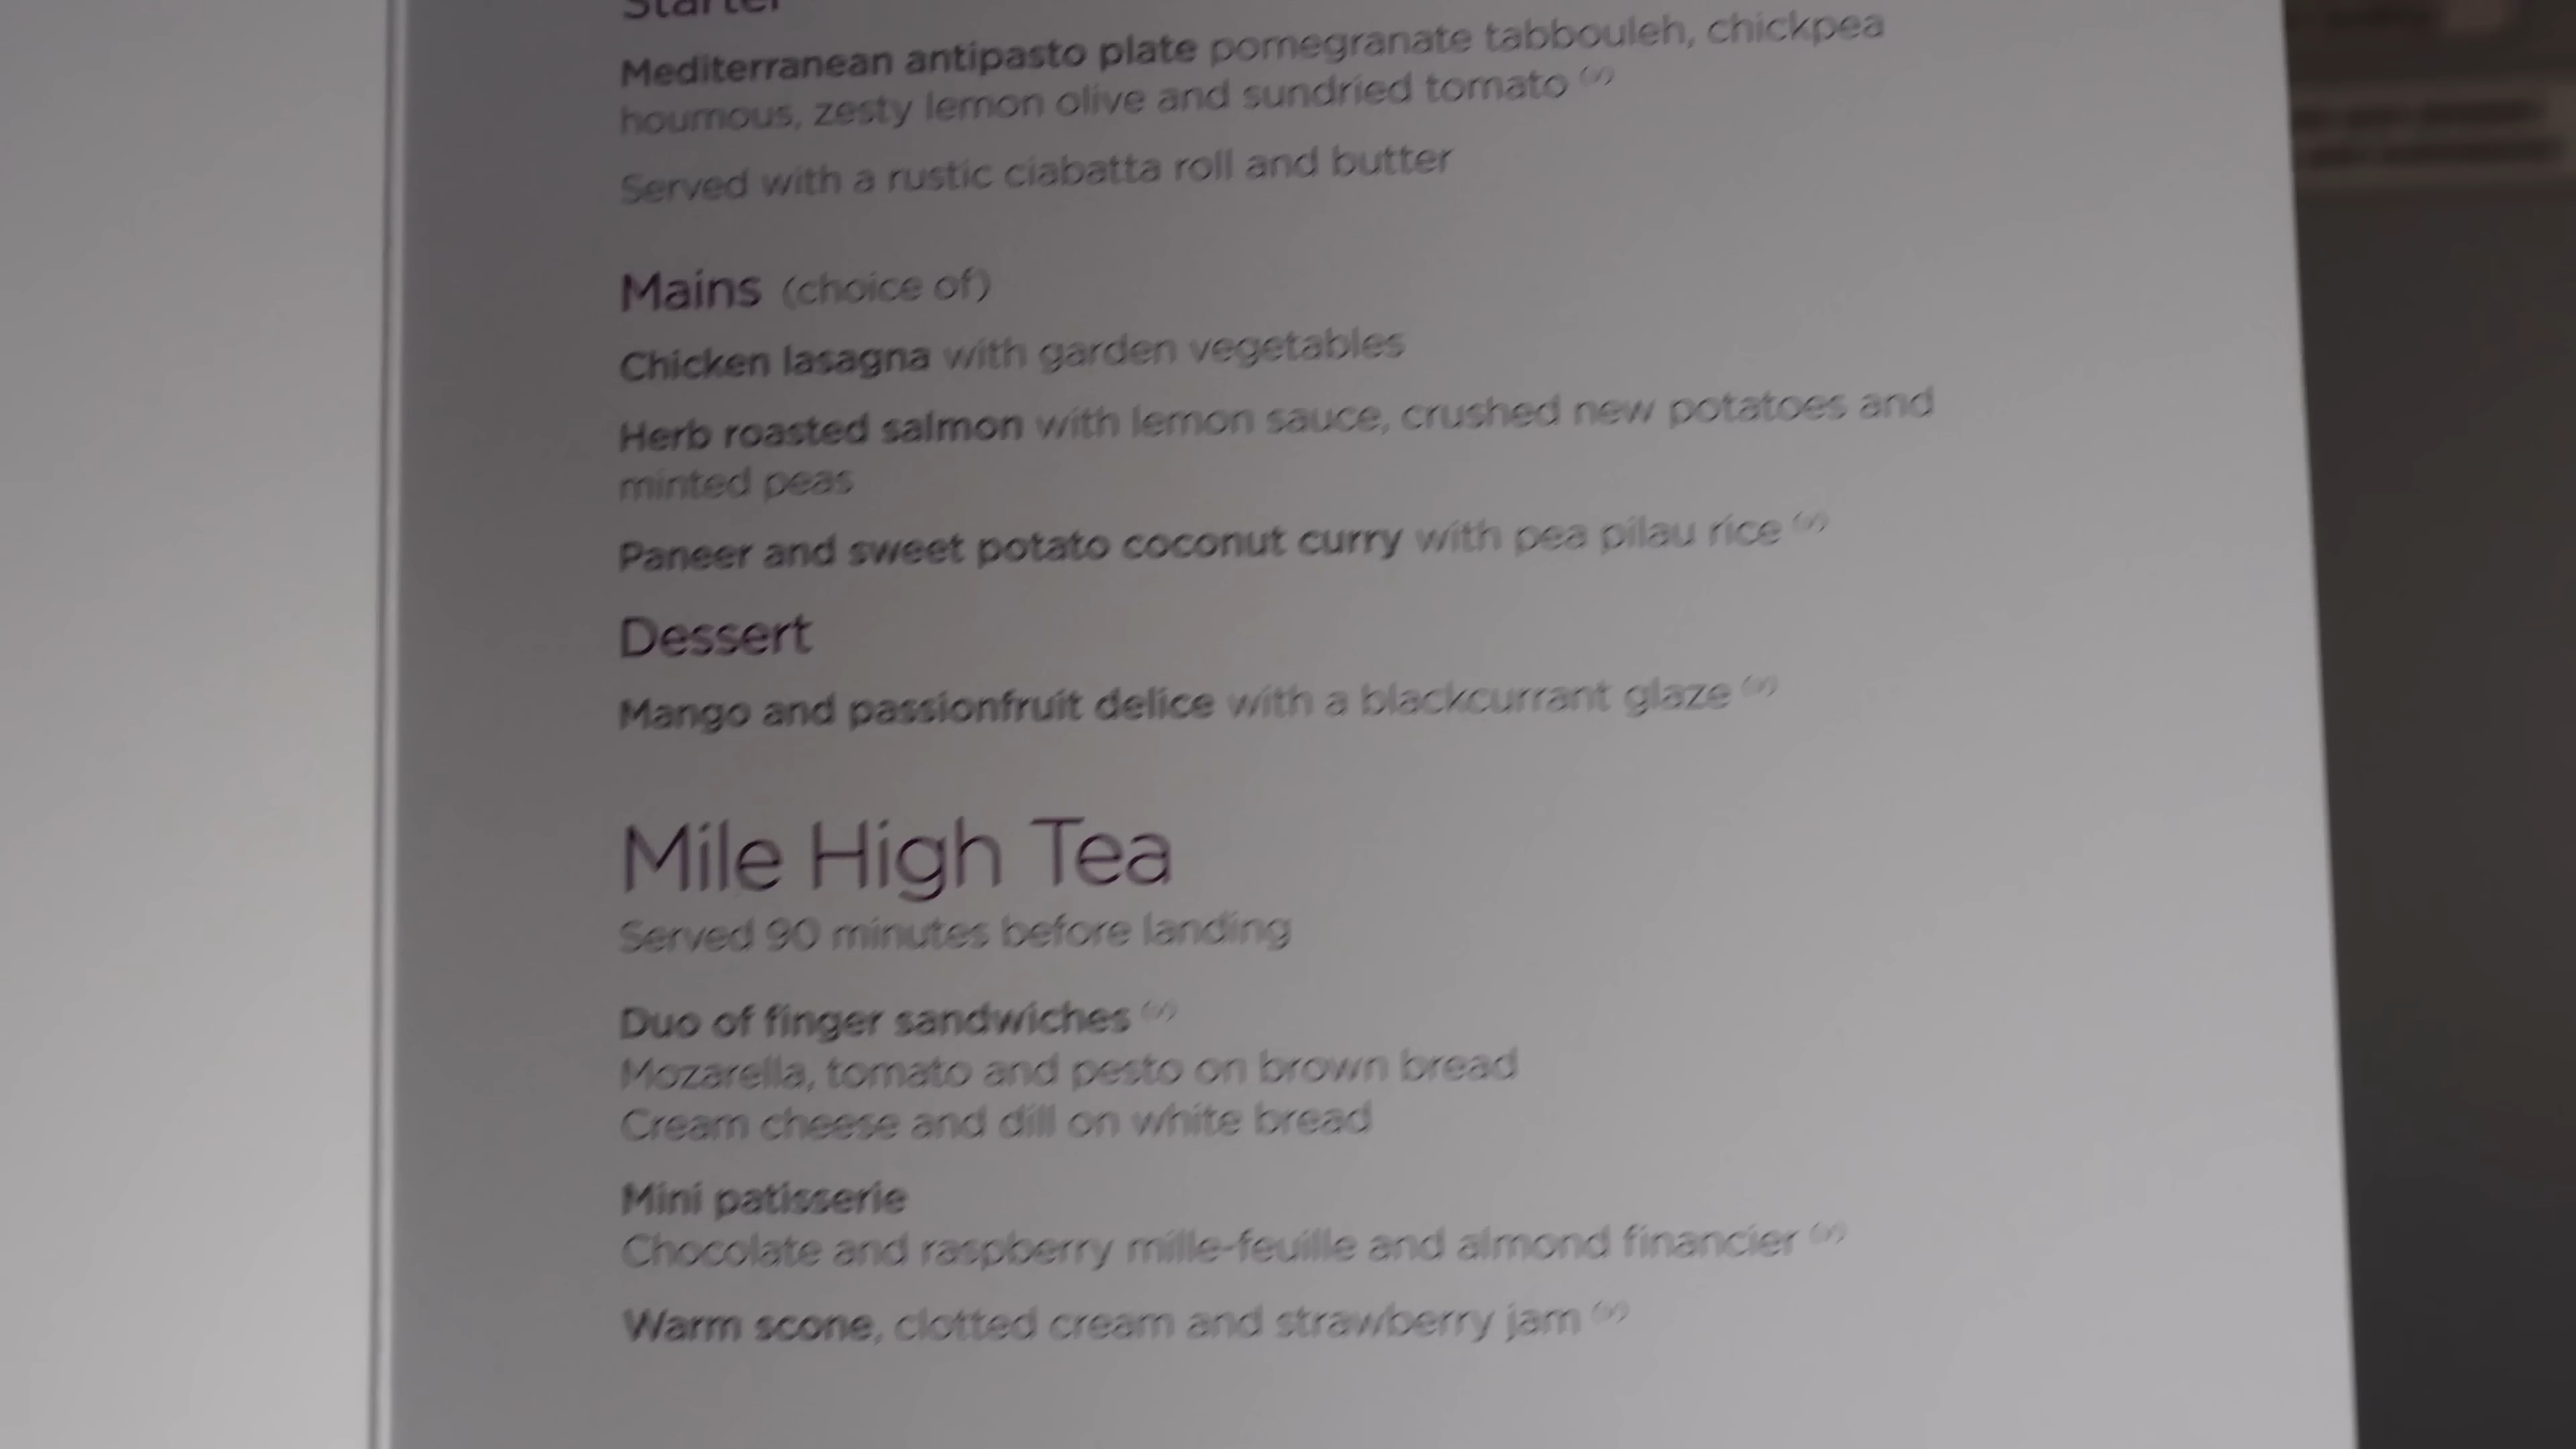 Starter
Mediterranean antipasto plate pomegranate tabbouleh, chickpea
houmous, zesty lemon olive and sundried tomato (v)
Served with a rustic ciabatta roll and butter
Mains (choice of)
Chicken lasagna with garden vegetables
Herb roasted salmon with lemon sauce, crushed new potatoes and
minted peas
Paneer and sweet potato coconut curry with pea pilau rice (v)
Dessert
Mango and passionfruit delice with a blackcurrant glaze (v)
Mile High Tea
Served 90 minutes before landing
Duo of finger sandwiches (v)
Mozarella, tomato and pesto on brown bread
Cream cheese and dill on white bread
Mini patisserie
Chocolate and raspberry mille-feuille and almond financier (v)
Warm scone, clotted cream and strawberry jam (v)